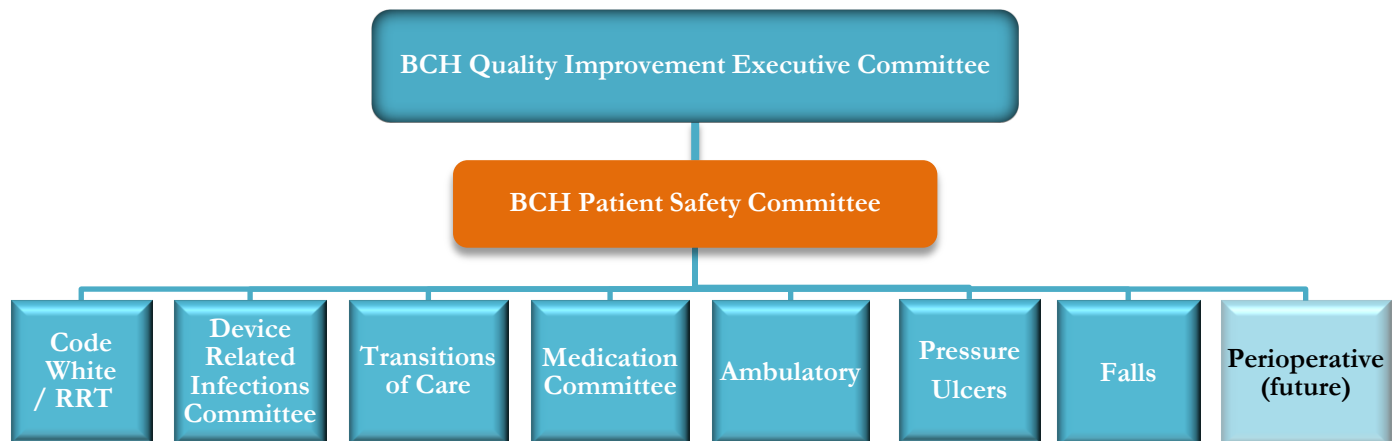 BCH Quality Improvement Executive Committee
BCH Patient Safety Committee
Code
White
/ RRT
Device
Related
Infections
Committee
Transitions
of Care
Medication
Committee
Ambulatory
Pressure
Ulcers
Falls
Perioperative
(future)